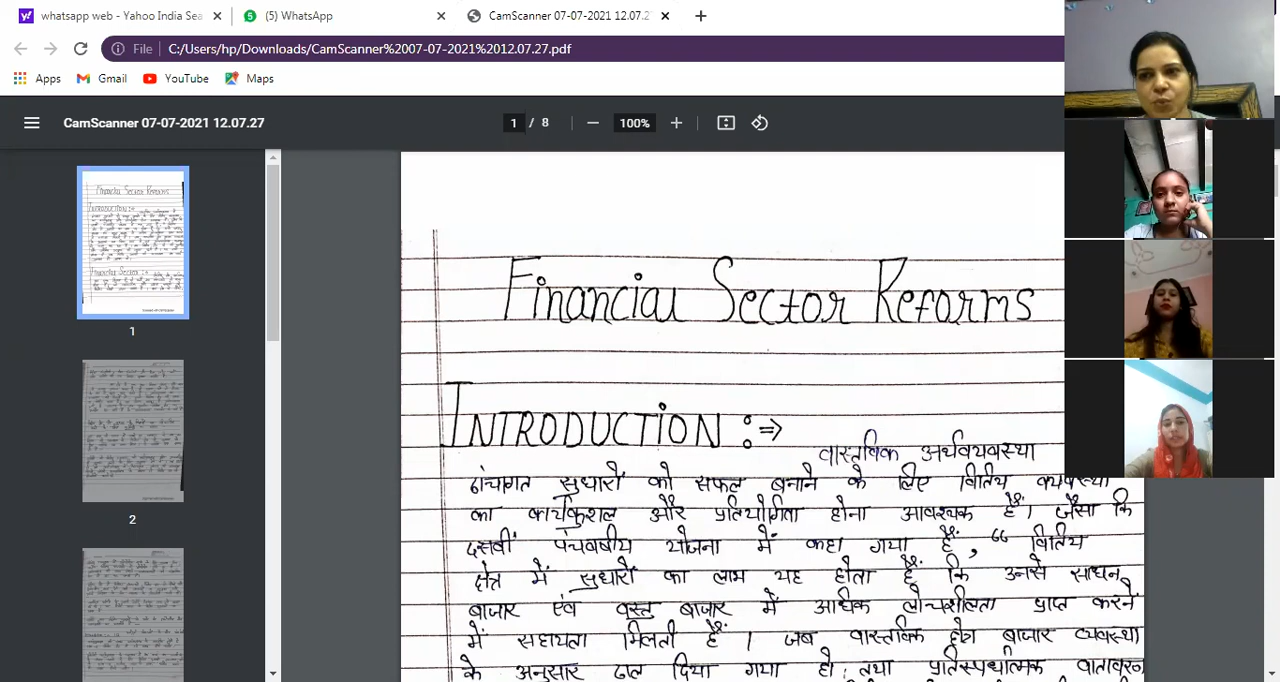 whatsapp web - Yahoo India Sea
(5) WhatsApp
CamScanner 07-07-2021 12.07.2
File C:/Users/hp/Downloads/CamScanner%2007-07-2021%2012.07.27.pdf
Apps Gmail YouTube Maps
CamScanner 07-07-2021 12.07.27
1 / 8
100%
1
2
Financial Sector Reforms
INTRODUCTION :⇒
वास्तविक अर्थव्यवस्था
ढांचागत सुधारों को सफल बनाने के लिए वित्तिय व्यवस्था
का कार्यकुशल और प्रतियोगिता होना आवश्यक है। जैसा कि
दसवीं पंचवर्षीय योजना में कहा गया है, “ वित्तिय
क्षेत्र में सुधारों का लाभ यह होता है कि उनसे साधन
बाजार एवं वस्तु बाजार में अधिक लोचशीलता प्राप्त करने
में सहायता मिलती है। जब वास्तविक क्षेत्र बाजार व्यवस्था
के अनुसार ढाल दिया गया हो, तथा प्रतिस्पर्धात्मक वातावरन